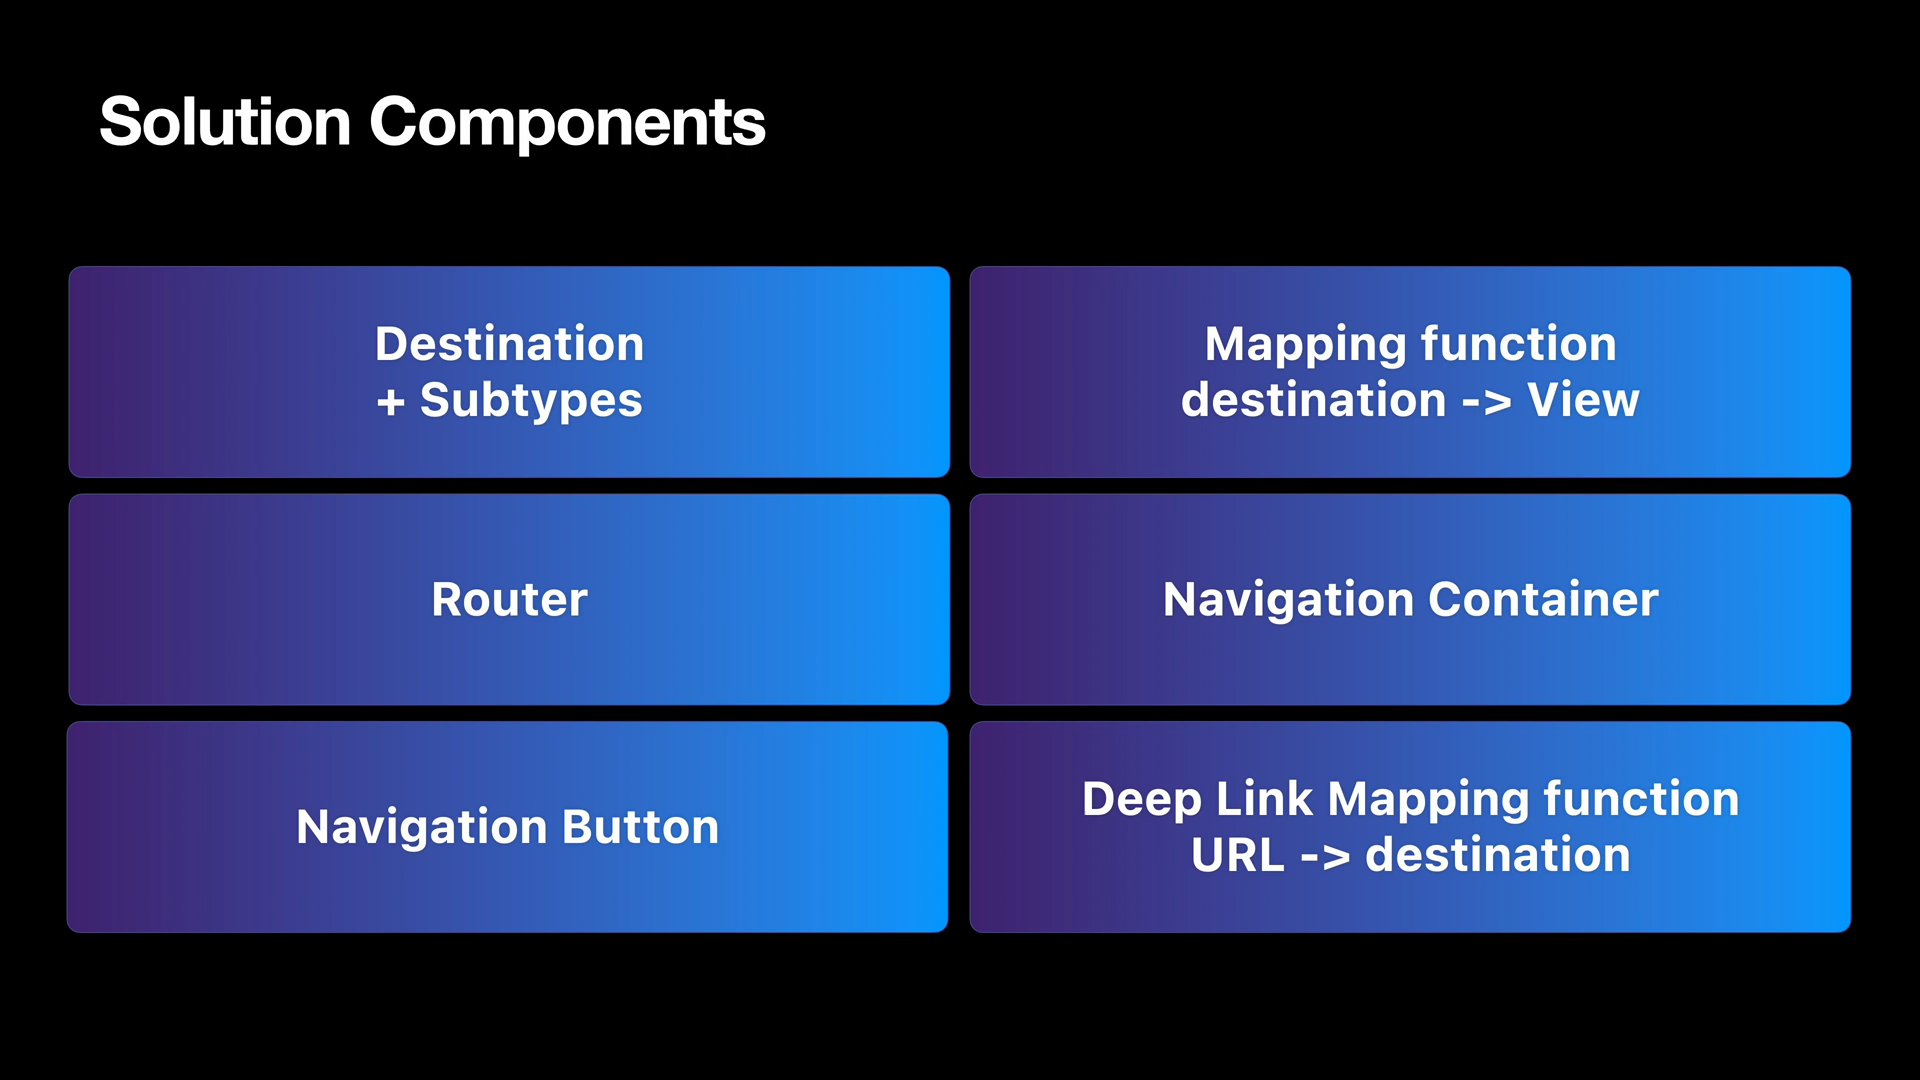 Solution Components
Destination
+ Subtypes
Mapping function
destination -> View
Router
Navigation Container
Navigation Button
Deep Link Mapping function
URL -> destination